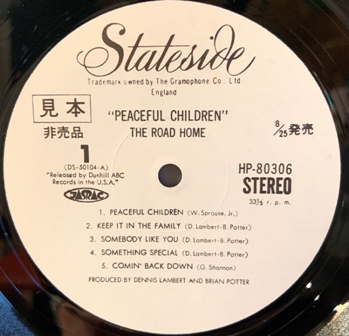 Stateside
Trademark owned by The Gramophone Co. Ltd
England
見本
非売品
"PEACEFUL CHILDREN"
THE ROAD HOME
8/25発売
1
(DS-50104-A)
"Released by Dunhill ABC
Records in the U.S.A."
JASRAC
HP-80306
STEREO
33⅓ r. p. m.
1. PEACEFUL CHILDREN (W. Sprouse, Jr.)
2. KEEP IT IN THE FAMILY (D. Lambert-B. Potter)
3. SOMEBODY LIKE YOU (D. Lambert-B. Potter)
4. SOMETHING SPECIAL (D. Lambert-B. Potter)
5. COMIN' BACK DOWN (G. Shannon)
PRODUCED BY DENNIS LAMBERT AND BRIAN POTTER